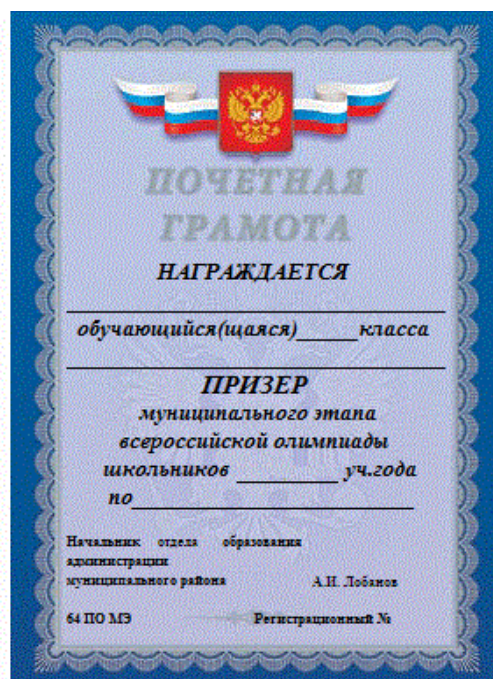 ПОЧЕТНАЯ
ГРАМОТА
НАГРАЖДАЕТСЯ
обучающийся(щаяся)_____класса
ПРИЗЕР
муниципального этапа
всероссийской олимпиады
школьников _________ уч.года
по_________________________
Начальник отдела образования
администрации
муниципального района А.Н. Лобанов
64 ПО МЭ Регистрационный №